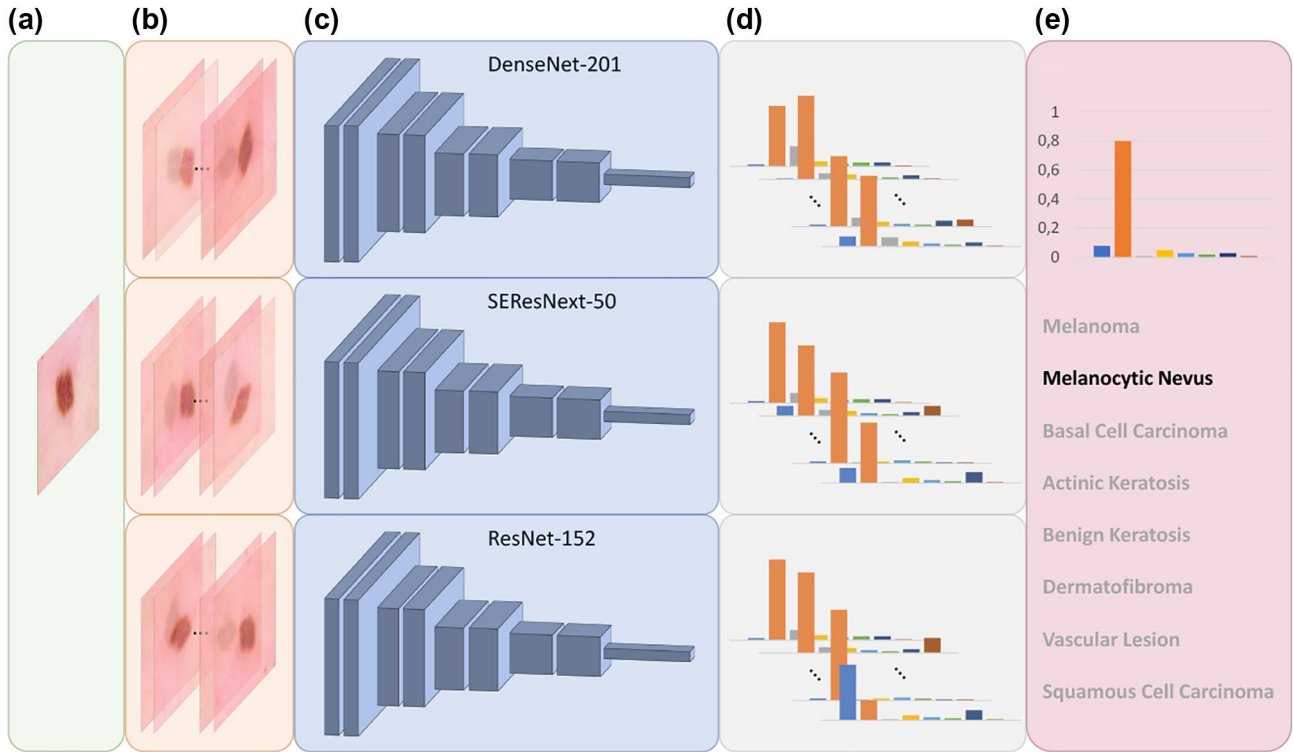 (a) (b) (c) (d) (e)
DenseNet-201
SEResNext-50
ResNet-152
1
0,8
0,6
0,4
0,2
0
Melanoma
Melanocytic Nevus
Basal Cell Carcinoma
Actinic Keratosis
Benign Keratosis
Dermatofibroma
Vascular Lesion
Squamous Cell Carcinoma